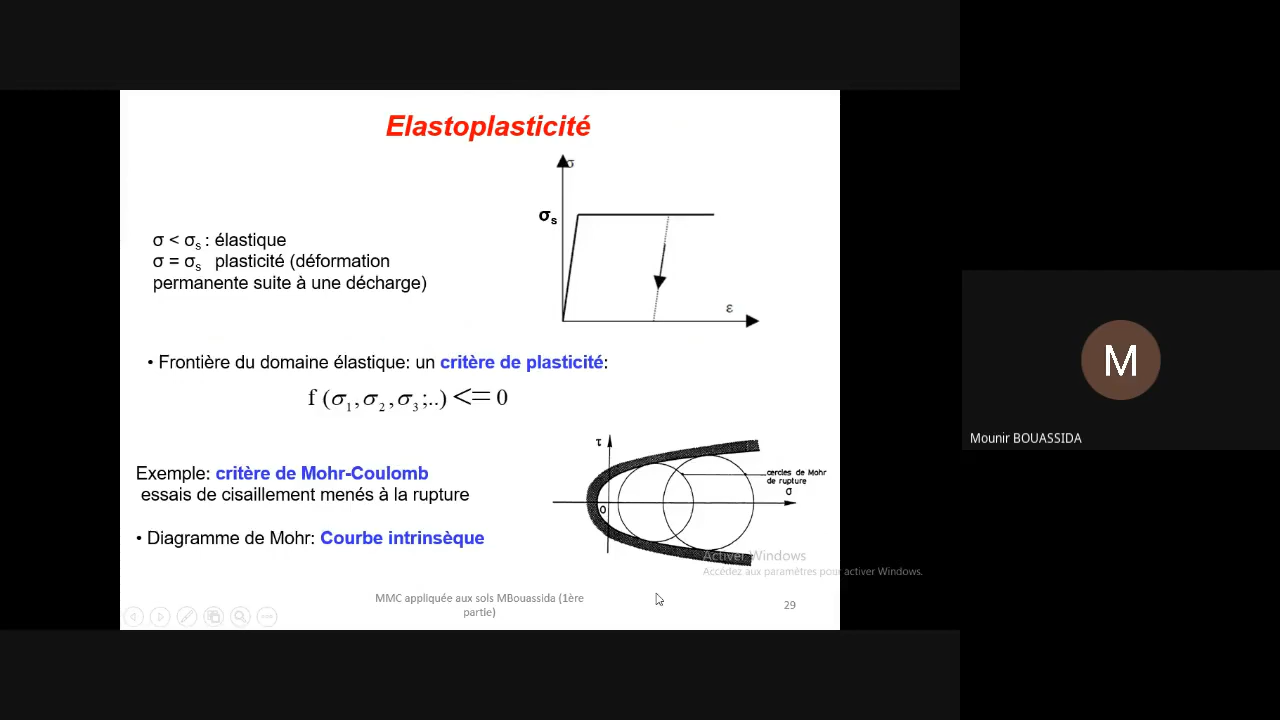 Elastoplasticité
σ
σs
σ < σs : élastique
σ = σs plasticité (déformation
permanente suite à une décharge)
ε
• Frontière du domaine élastique: un critère de plasticité:
f (σ1, σ2, σ3;..) <= 0
τ
Exemple: critère de Mohr-Coulomb
essais de cisaillement menés à la rupture
cercles de Mohr
de rupture
σ
O
• Diagramme de Mohr: Courbe intrinsèque
Activer Windows
Accédez aux paramètres pour activer Windows.
MMC appliquée aux sols MBouassida (1ère
partie)
29
M
Mounir BOUASSIDA